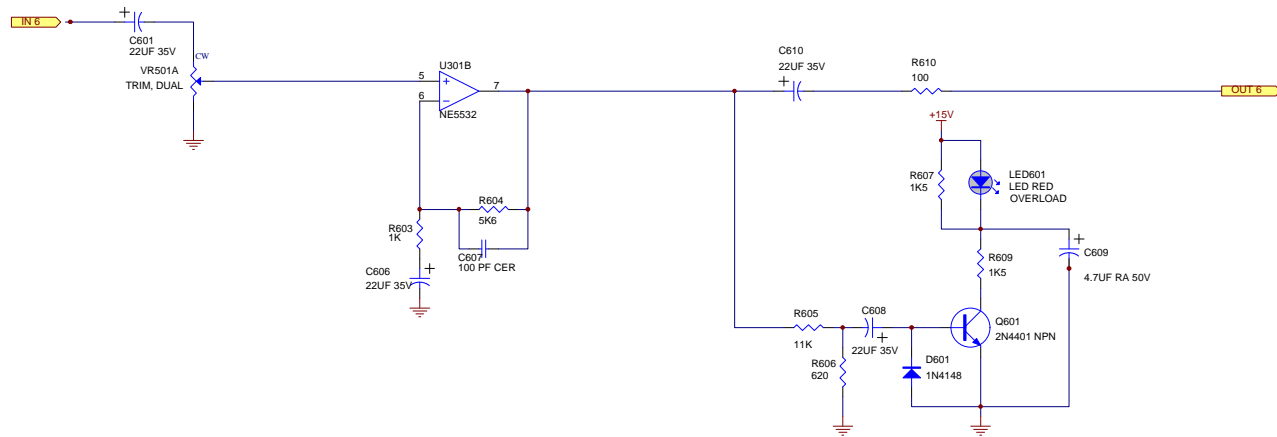 IN 6
+
C601
22UF 35V
CW
VR501A
TRIM, DUAL
U301B
5
+
7
6
−
NE5532
C610
22UF 35V
+
R610
100
OUT 6
+15V
R607
1K5
LED601
LED RED
OVERLOAD
R604
5K6
R603
1K
C607
100 PF CER
C606
22UF 35V
+
R609
1K5
+
C609
4.7UF RA 50V
R605
11K
C608
22UF 35V
+
Q601
2N4401 NPN
R606
620
D601
1N4148